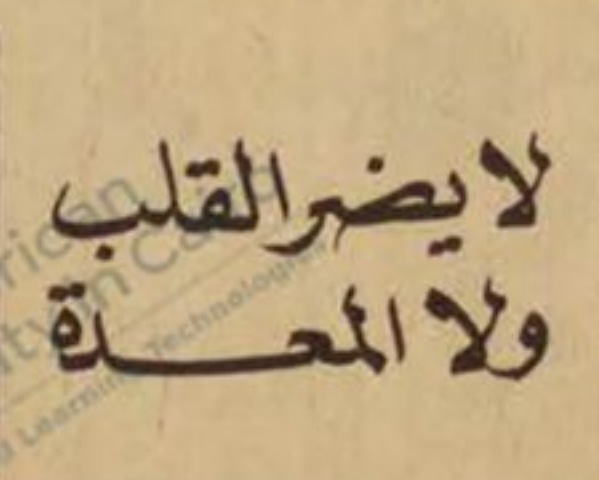 لا يضر القلب
ولا المعدة